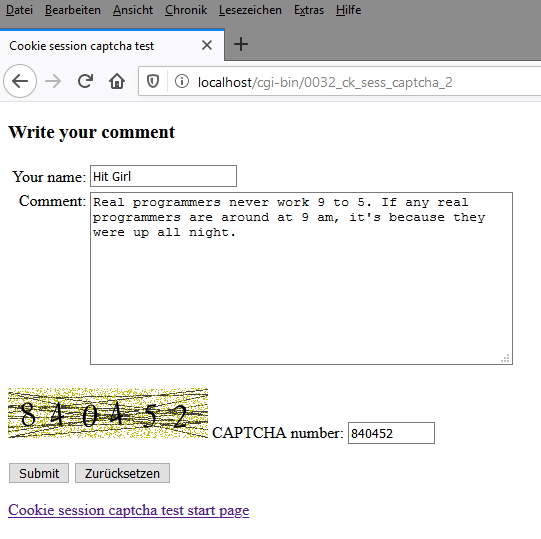 Datei Bearbeiten Ansicht Chronik Lesezeichen Extras Hilfe
Cookie session captcha test
localhost/cgi-bin/0032_ck_sess_captcha_2
Write your comment
Your name: Hit Girl
Comment: Real programmers never work 9 to 5. If any real
programmers are around at 9 am, it's because they
were up all night.
840452 CAPTCHA number: 840452
Submit Zurücksetzen
Cookie session captcha test start page